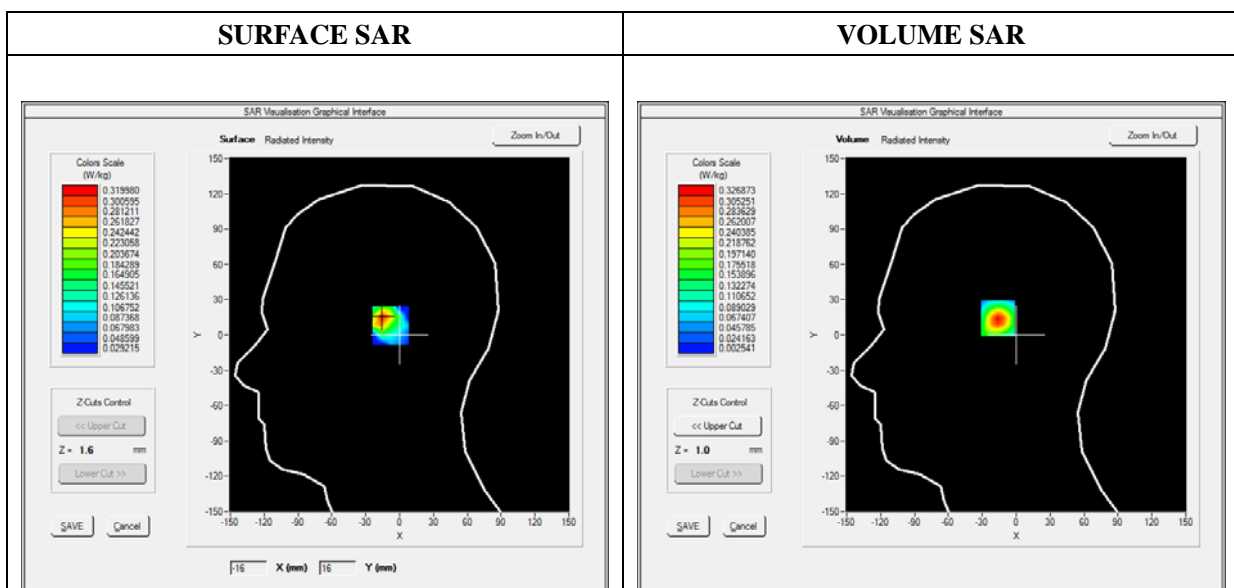 SURFACE SAR
VOLUME SAR
SAR Visualisation Graphical Interface
Surface Radiated Intensity
Zoom In/Out
Colors Scale
(W/kg)
0.319980
0.300595
0.281211
0.261827
0.242442
0.223058
0.203674
0.184289
0.164905
0.145521
0.126136
0.106752
0.087368
0.067983
0.048599
0.029215
150
120
90
60
30
0
-30
-60
-90
-120
-150
Y
-150 -120 -90 -60 -30 0 30 60 90 120 150
X
Z-Cuts Control
<< Upper Cut
Z = 1.6 mm
Lower Cut >>
SAVE Cancel
-16 X (mm) 16 Y (mm)
SAR Visualisation Graphical Interface
Volume Radiated Intensity
Zoom In/Out
Colors Scale
(W/kg)
0.326873
0.305251
0.283629
0.262007
0.240385
0.218762
0.197140
0.175518
0.153896
0.132274
0.110652
0.089029
0.067407
0.045785
0.024163
0.002541
150
120
90
60
30
0
-30
-60
-90
-120
-150
Y
-150 -120 -90 -60 -30 0 30 60 90 120 150
X
Z-Cuts Control
<< Upper Cut
Z = 1.0 mm
Lower Cut >>
SAVE Cancel